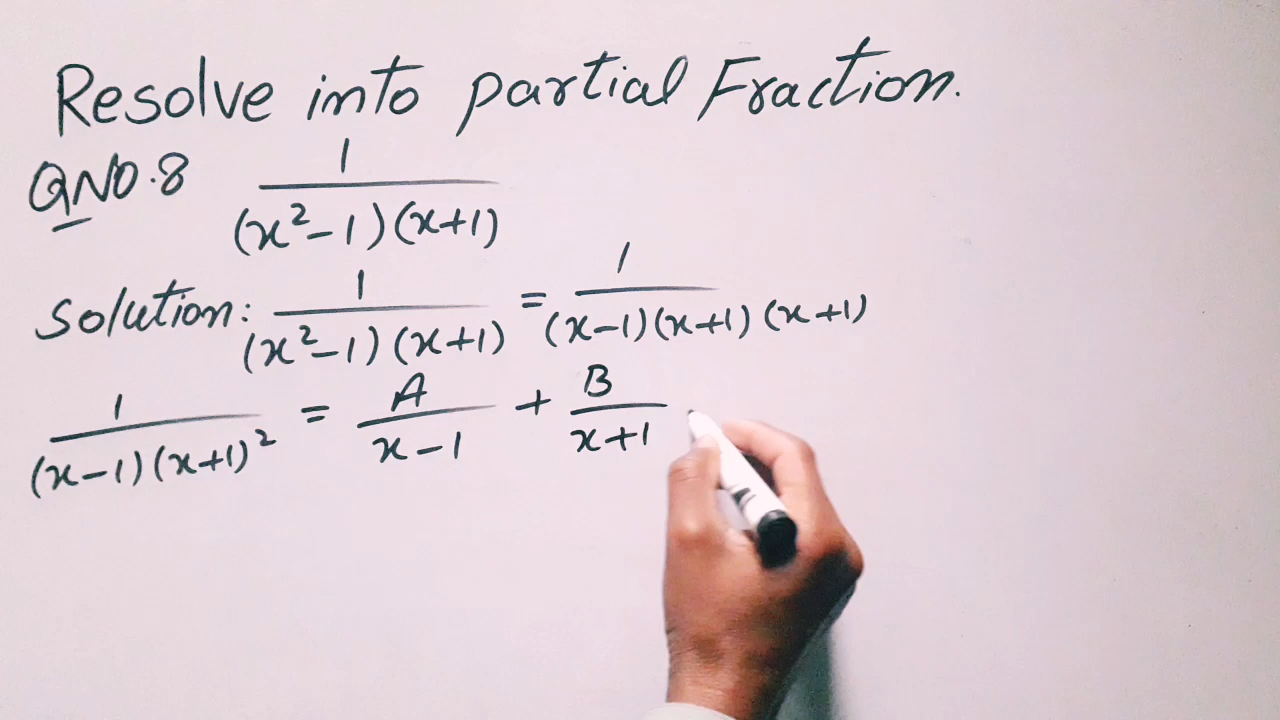 Resolve into partial Fraction.
QNO.8 1/((x²-1)(x+1))
Solution: 1/((x²-1)(x+1)) = 1/((x-1)(x+1)(x+1))
1/((x-1)(x+1)²) = A/(x-1) + B/(x+1)